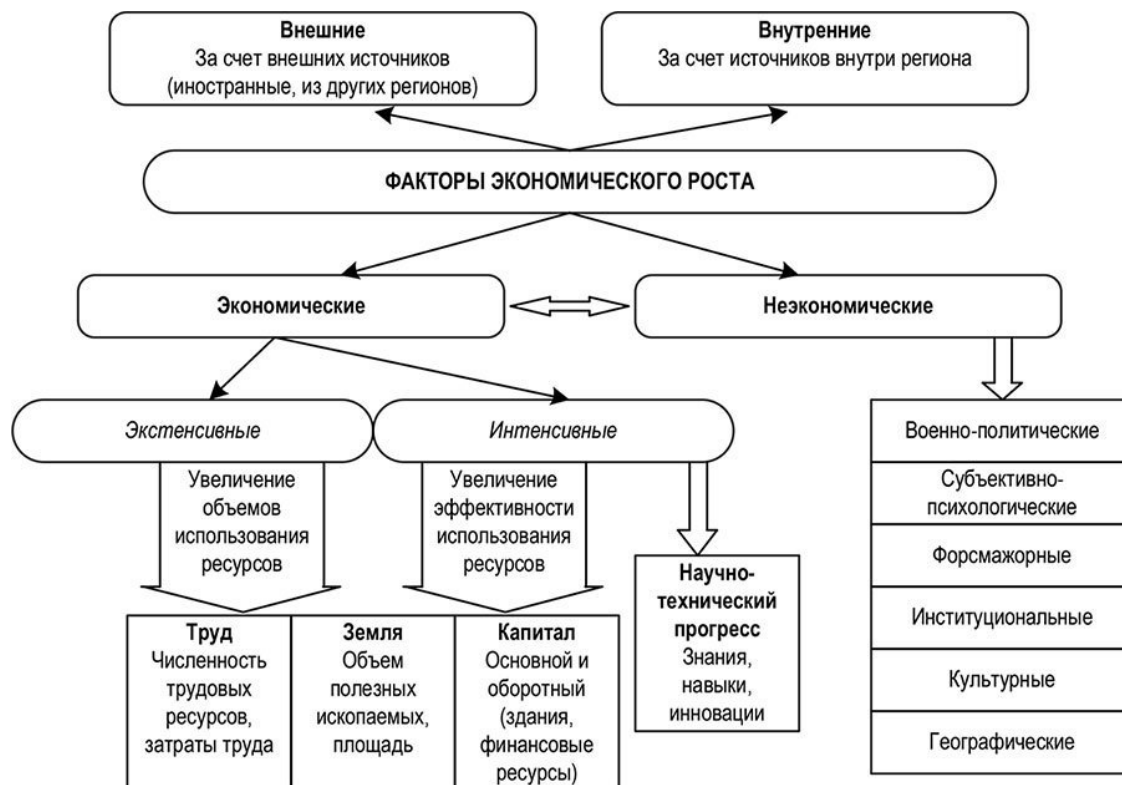 Внешние
За счет внешних источников
(иностранные, из других регионов)
Внутренние
За счет источников внутри региона
ФАКТОРЫ ЭКОНОМИЧЕСКОГО РОСТА
Экономические
Неэкономические
Экстенсивные
Интенсивные
Увеличение
объемов
использования
ресурсов
Увеличение
эффективности
использования
ресурсов
Труд
Численность
трудовых
ресурсов,
затраты труда
Земля
Объем
полезных
ископаемых,
площадь
Капитал
Основной и
оборотный
(здания,
финансовые
ресурсы)
Научно-
технический
прогресс
Знания,
навыки,
инновации
Военно-политические
Субъективно-
психологические
Форсмажорные
Институциональные
Культурные
Географические